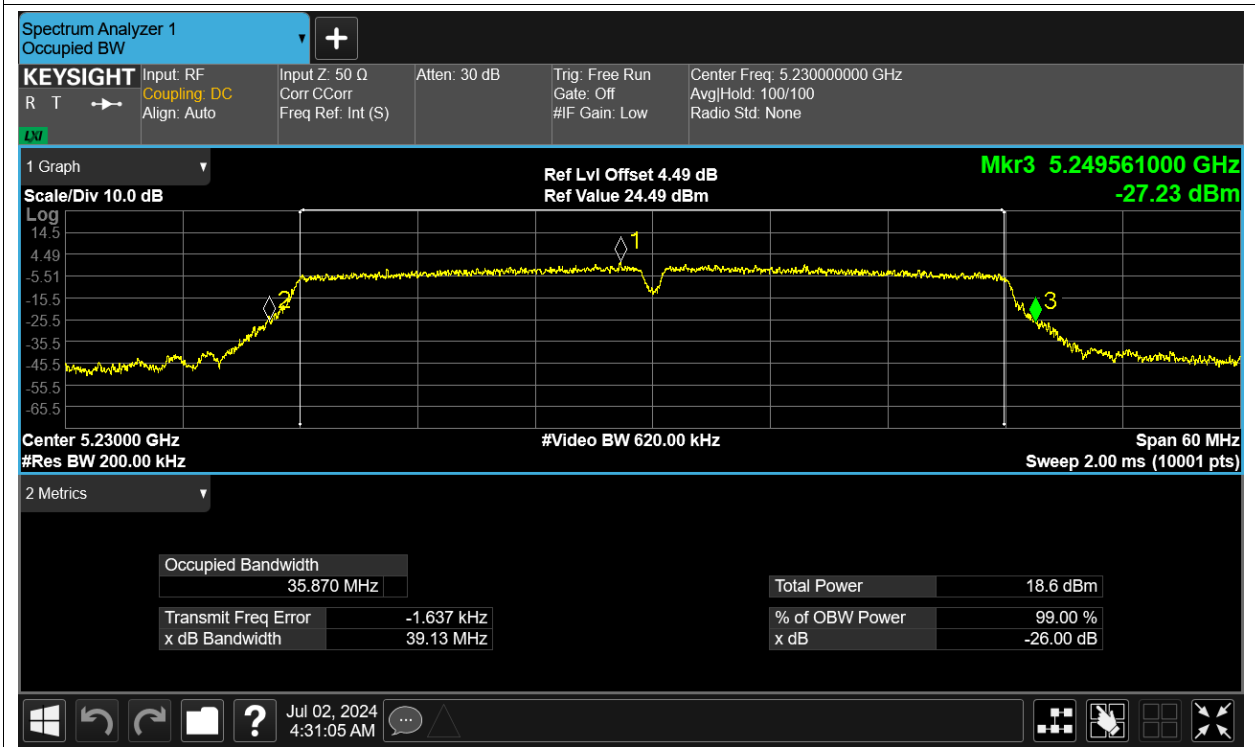 Spectrum Analyzer 1
Occupied BW
KEYSIGHT
R T
LXI
Input: RF
Coupling: DC
Align: Auto
Input Z: 50 Ω
Corr CCorr
Freq Ref: Int (S)
Atten: 30 dB
Trig: Free Run
Gate: Off
#IF Gain: Low
Center Freq: 5.230000000 GHz
Avg|Hold: 100/100
Radio Std: None
1 Graph
Scale/Div 10.0 dB
Ref Lvl Offset 4.49 dB
Ref Value 24.49 dBm
Mkr3 5.249561000 GHz
-27.23 dBm
Log
14.5
4.49
-5.51
-15.5
-25.5
-35.5
-45.5
-55.5
-65.5
1
2
3
Center 5.23000 GHz
#Res BW 200.00 kHz
#Video BW 620.00 kHz
Span 60 MHz
Sweep 2.00 ms (10001 pts)
2 Metrics
Occupied Bandwidth
35.870 MHz
Transmit Freq Error -1.637 kHz
x dB Bandwidth 39.13 MHz
Total Power 18.6 dBm
% of OBW Power 99.00 %
x dB -26.00 dB
?
Jul 02, 2024
4:31:05 AM